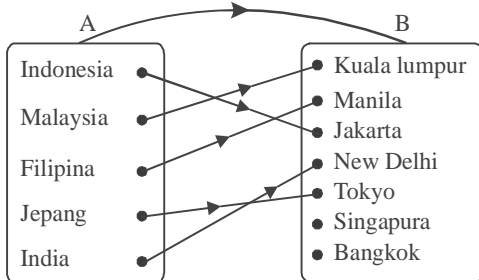 A
B
Indonesia
Malaysia
Filipina
Jepang
India
Kuala lumpur
Manila
Jakarta
New Delhi
Tokyo
Singapura
Bangkok